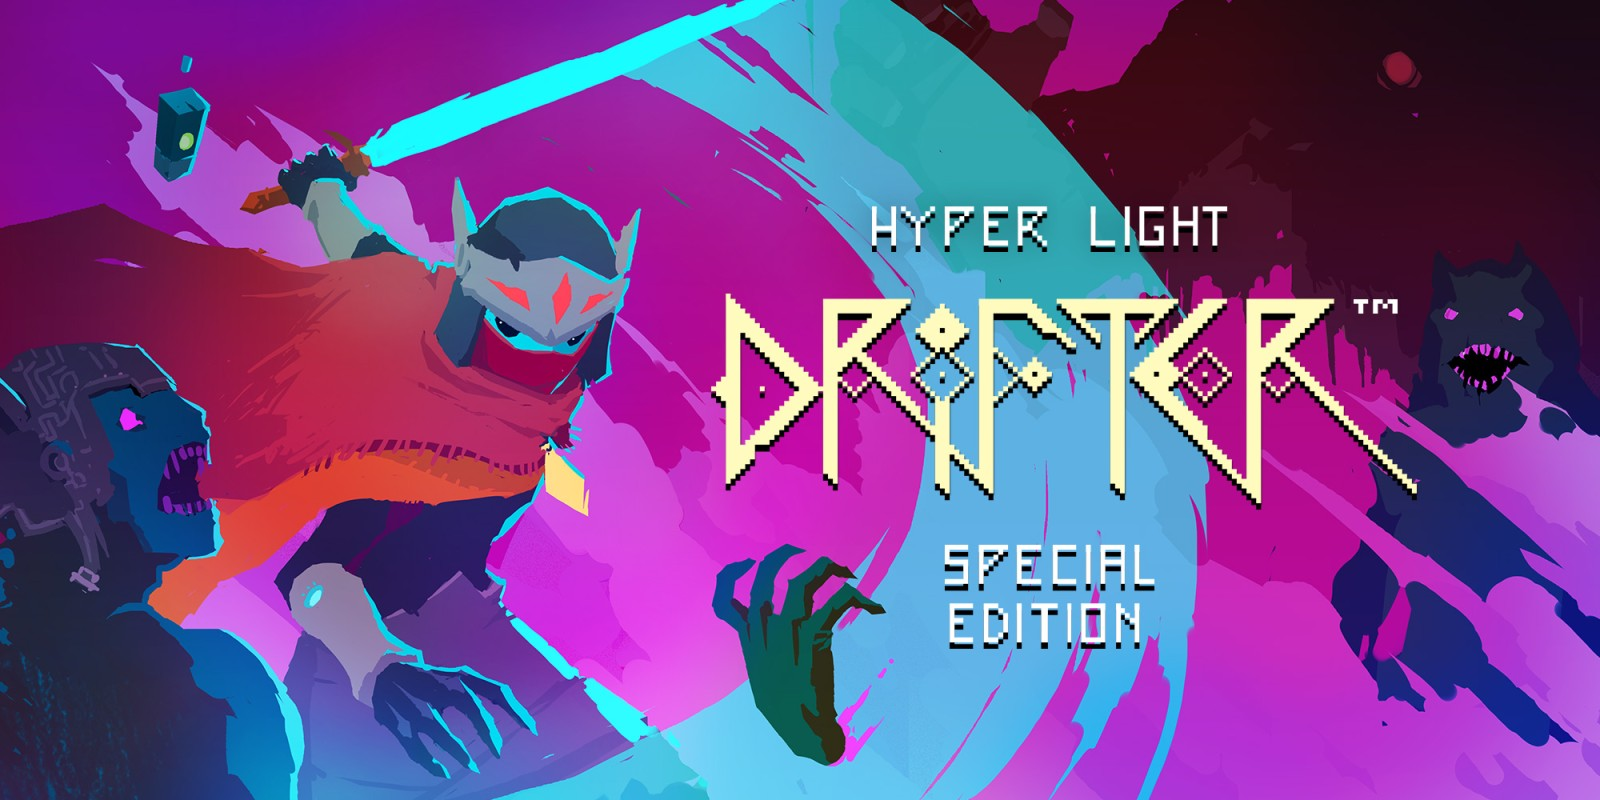 HYPER LIGHT
DRIFTER™
SPECIAL
EDITION